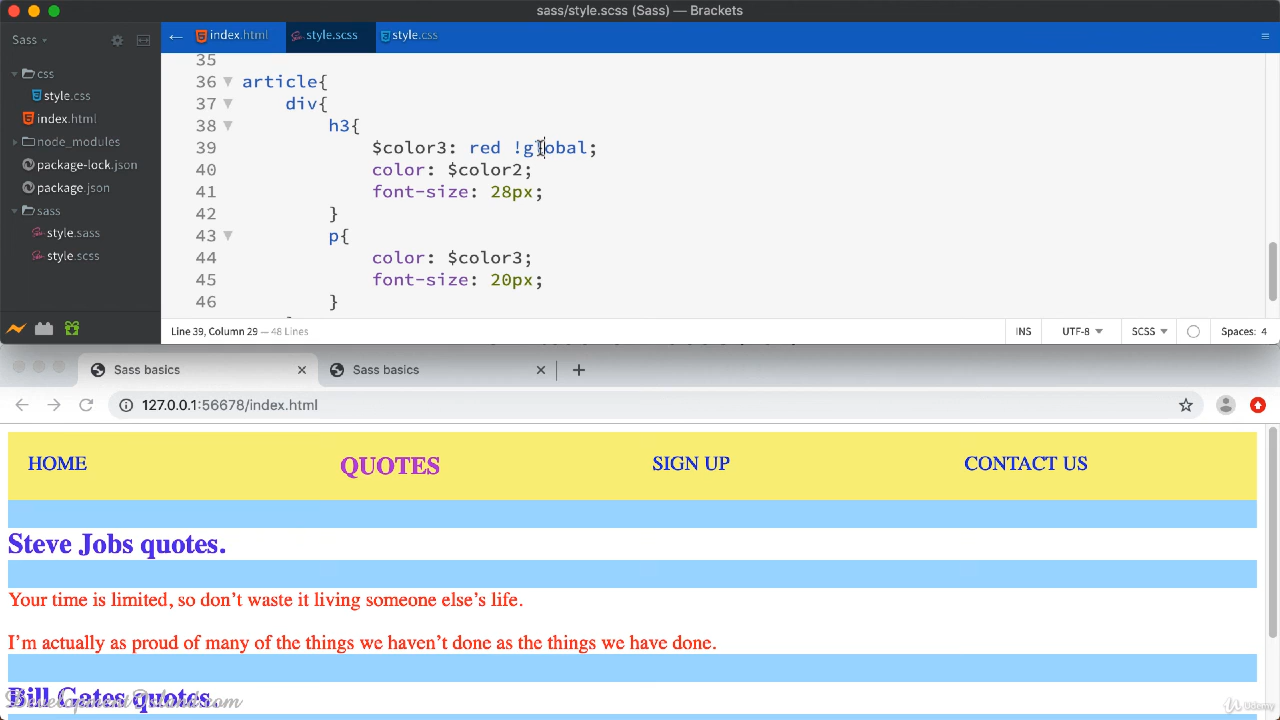 sass/style.scss (Sass) — Brackets
Sass
index.html
style.scss
style.css
css
style.css
index.html
node_modules
package-lock.json
package.json
sass
style.sass
style.scss
35
36 article{
37 div{
38 h3{
39 $color3: red !global;
40 color: $color2;
41 font-size: 28px;
42 }
43 p{
44 color: $color3;
45 font-size: 20px;
46 }
Line 39, Column 29 — 48 Lines
INS UTF-8 SCSS Spaces: 4
Sass basics
Sass basics
127.0.0.1:56678/index.html
HOME QUOTES SIGN UP CONTACT US
Steve Jobs quotes.
Your time is limited, so don’t waste it living someone else’s life.
I’m actually as proud of many of the things we haven’t done as the things we have done.
Bill Gates quotes.
DevelopmentIsland.com
Udemy